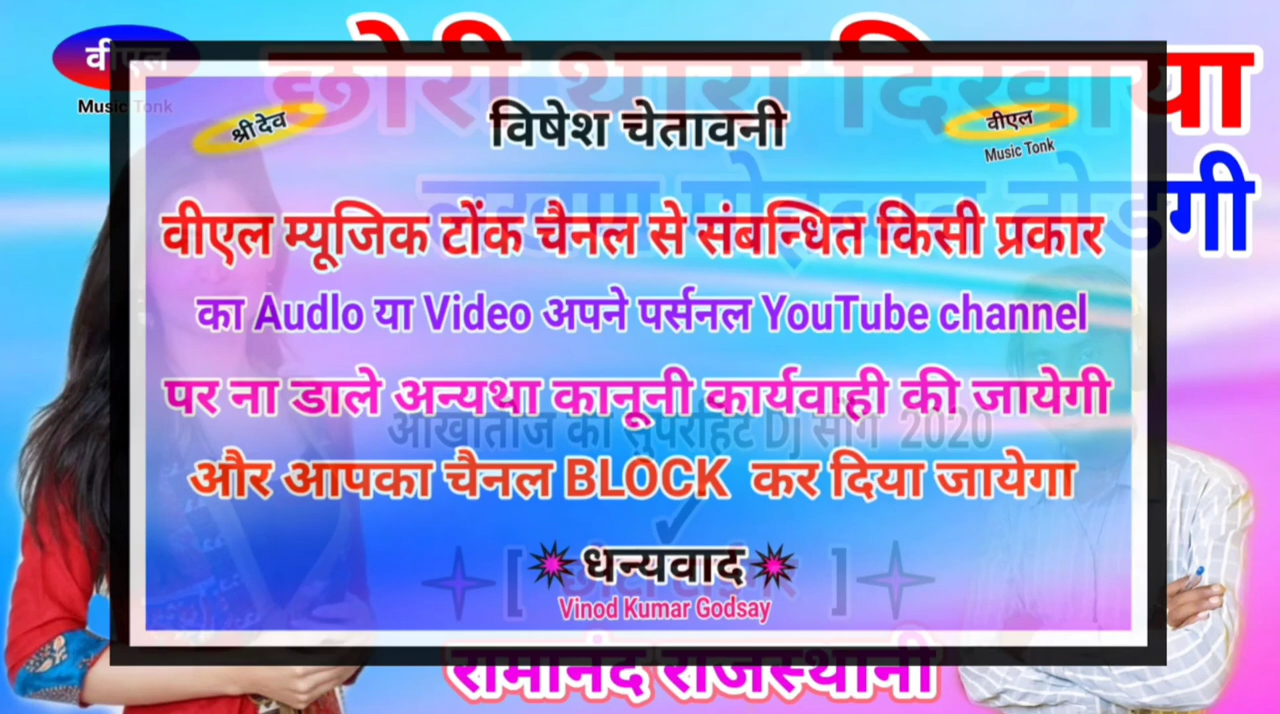 वीएल
Music Tonk
छोरी थारा दिखाया
गी
श्री देव
विषेश चेतावनी
वीएल
Music Tonk
वीएल म्यूजिक टोंक चैनल से संबन्धित किसी प्रकार
का AudIo या Video अपने पर्सनल YouTube channel
पर ना डाले अन्यथा कानूनी कार्यवाही की जायेगी
आखातीज का सुपरहिट Dj सोंग 2020
और आपका चैनल BLOCK कर दिया जायेगा
धन्यवाद
Vinod Kumar Godsay
रामानंद राजस्थानी